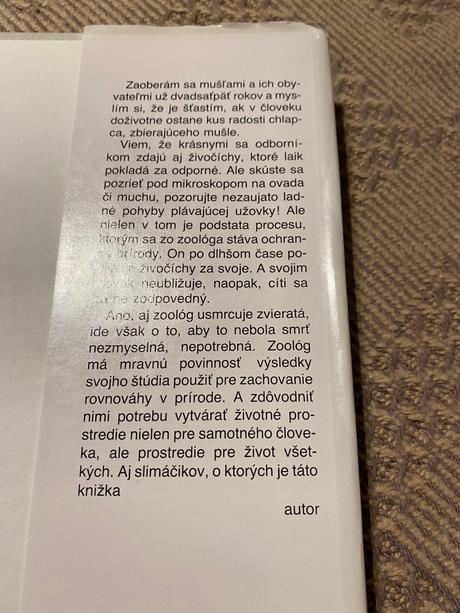 Zaoberám sa mušľami a ich oby-
vateľmi už dvadsaťpäť rokov a mys-
lím si, že je šťastím, ak v človeku
doživotne ostane kus radosti chlap-
ca, zbierajúceho mušle.
Viem, že krásnymi sa odborní-
kom zdajú aj živočíchy, ktoré laik
pokladá za odporné. Ale skúste sa
pozrieť pod mikroskopom na ovada
či muchu, pozorujte nezaujato lad-
né pohyby plávajúcej užovky! Ale
nielen v tom je podstata procesu,
ktorým sa zo zoológa stáva ochran-
prírody. On po dlhšom čase po-
živočíchy za svoje. A svojim
neubližuje, naopak, cíti sa
zodpovedný.
Áno, aj zoológ usmrcuje zvieratá,
ide však o to, aby to nebola smrť
nezmyselná, nepotrebná. Zoológ
má mravnú povinnosť výsledky
svojho štúdia použiť pre zachovanie
rovnováhy v prírode. A zdôvodniť
nimi potrebu vytvárať životné pro-
stredie nielen pre samotného člove-
ka, ale prostredie pre život všet-
kých. Aj slimáčikov, o ktorých je táto
knižka
autor